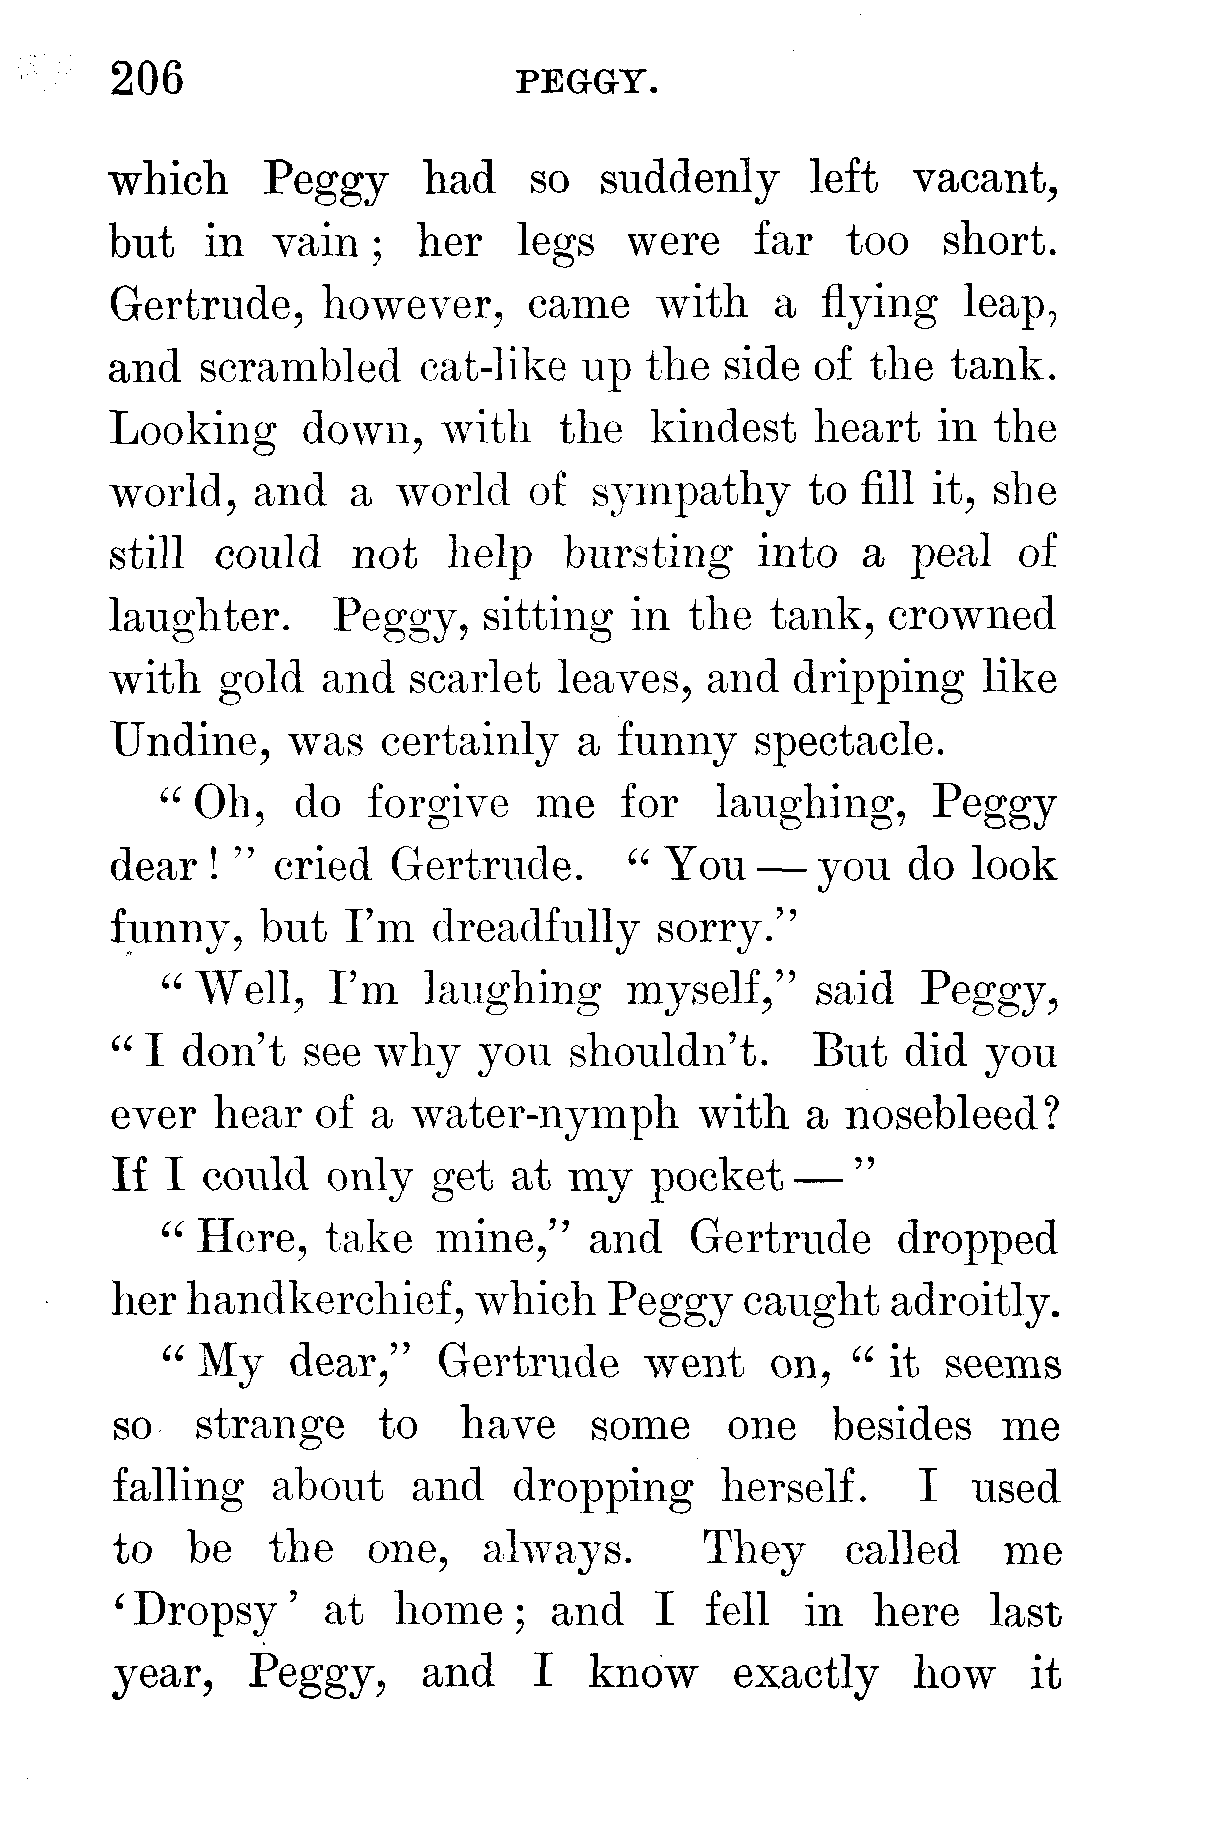 206 PEGGY.
which Peggy had so suddenly left vacant,
but in vain ; her legs were far too short.
Gertrude, however, came with a flying leap,
and scrambled cat-like up the side of the tank.
Looking down, with the kindest heart in the
world, and a world of sympathy to fill it, she
still could not help bursting into a peal of
laughter. Peggy, sitting in the tank, crowned
with gold and scarlet leaves, and dripping like
Undine, was certainly a funny spectacle.
“ Oh, do forgive me for laughing, Peggy
dear ! ” cried Gertrude. “ You — you do look
funny, but I’m dreadfully sorry.”
“ Well, I’m laughing myself,” said Peggy,
“ I don’t see why you shouldn’t. But did you
ever hear of a water-nymph with a nosebleed?
If I could only get at my pocket — ”
“ Here, take mine,” and Gertrude dropped
her handkerchief, which Peggy caught adroitly.
“ My dear,” Gertrude went on, “ it seems
so strange to have some one besides me
falling about and dropping herself. I used
to be the one, always. They called me
‘ Dropsy ’ at home ; and I fell in here last
year, Peggy, and I know exactly how it